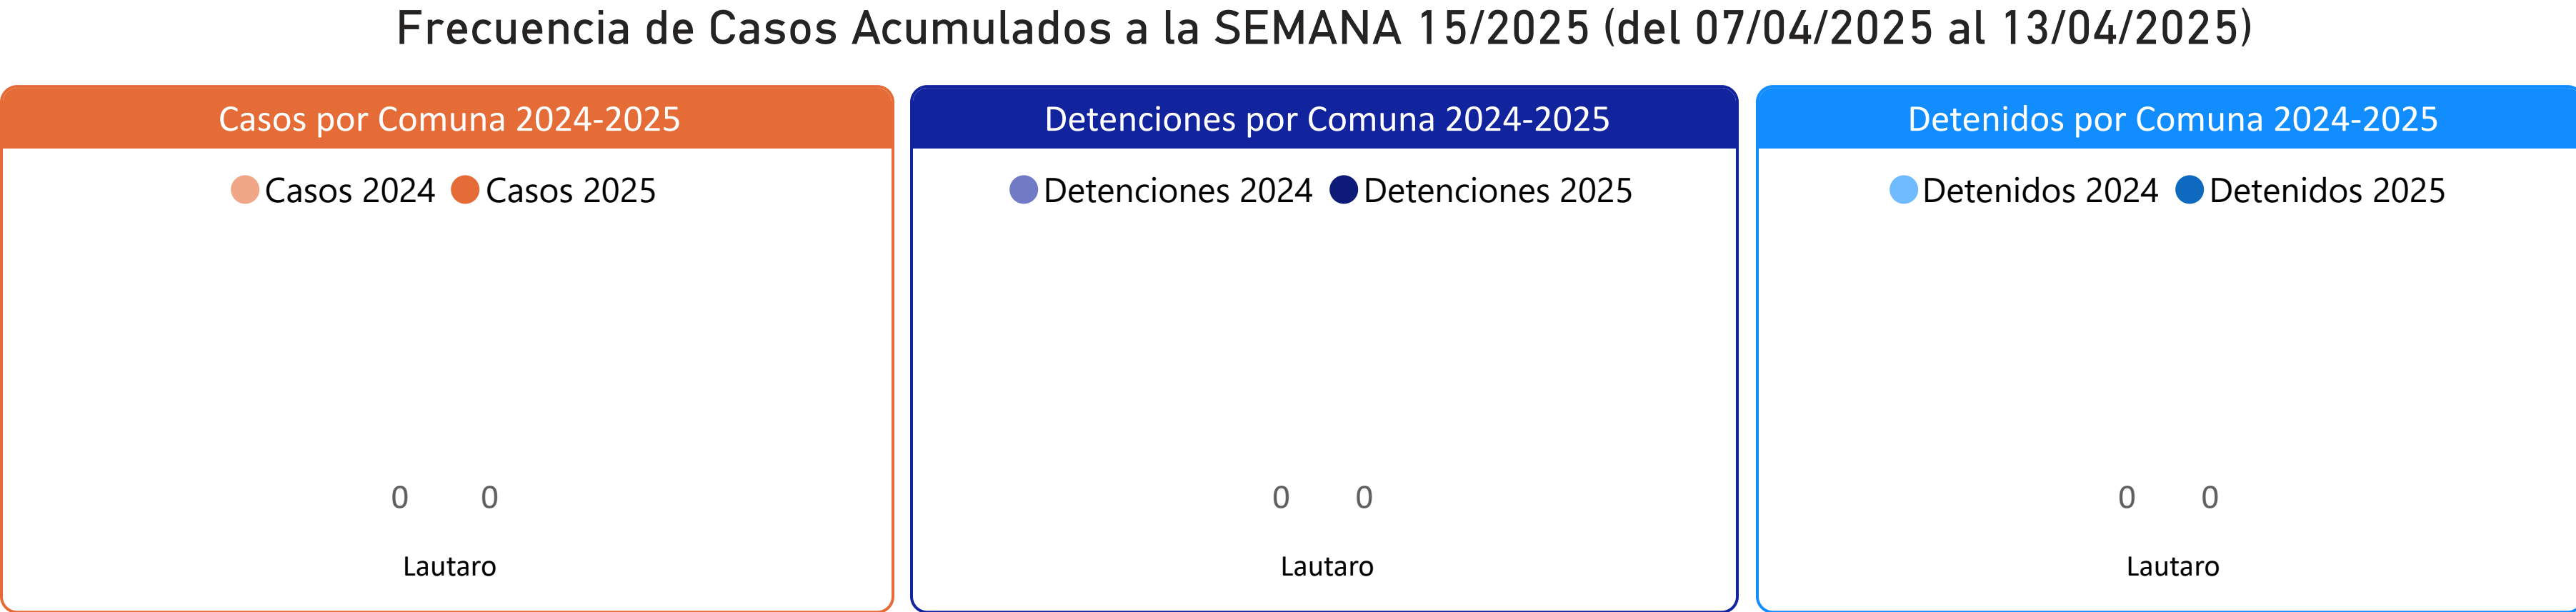 Frecuencia de Casos Acumulados a la SEMANA 15/2025 (del 07/04/2025 al 13/04/2025)
Casos por Comuna 2024-2025
Casos 2024 Casos 2025
0 0
Lautaro
Detenciones por Comuna 2024-2025
Detenciones 2024 Detenciones 2025
0 0
Lautaro
Detenidos por Comuna 2024-2025
Detenidos 2024 Detenidos 2025
0 0
Lautaro